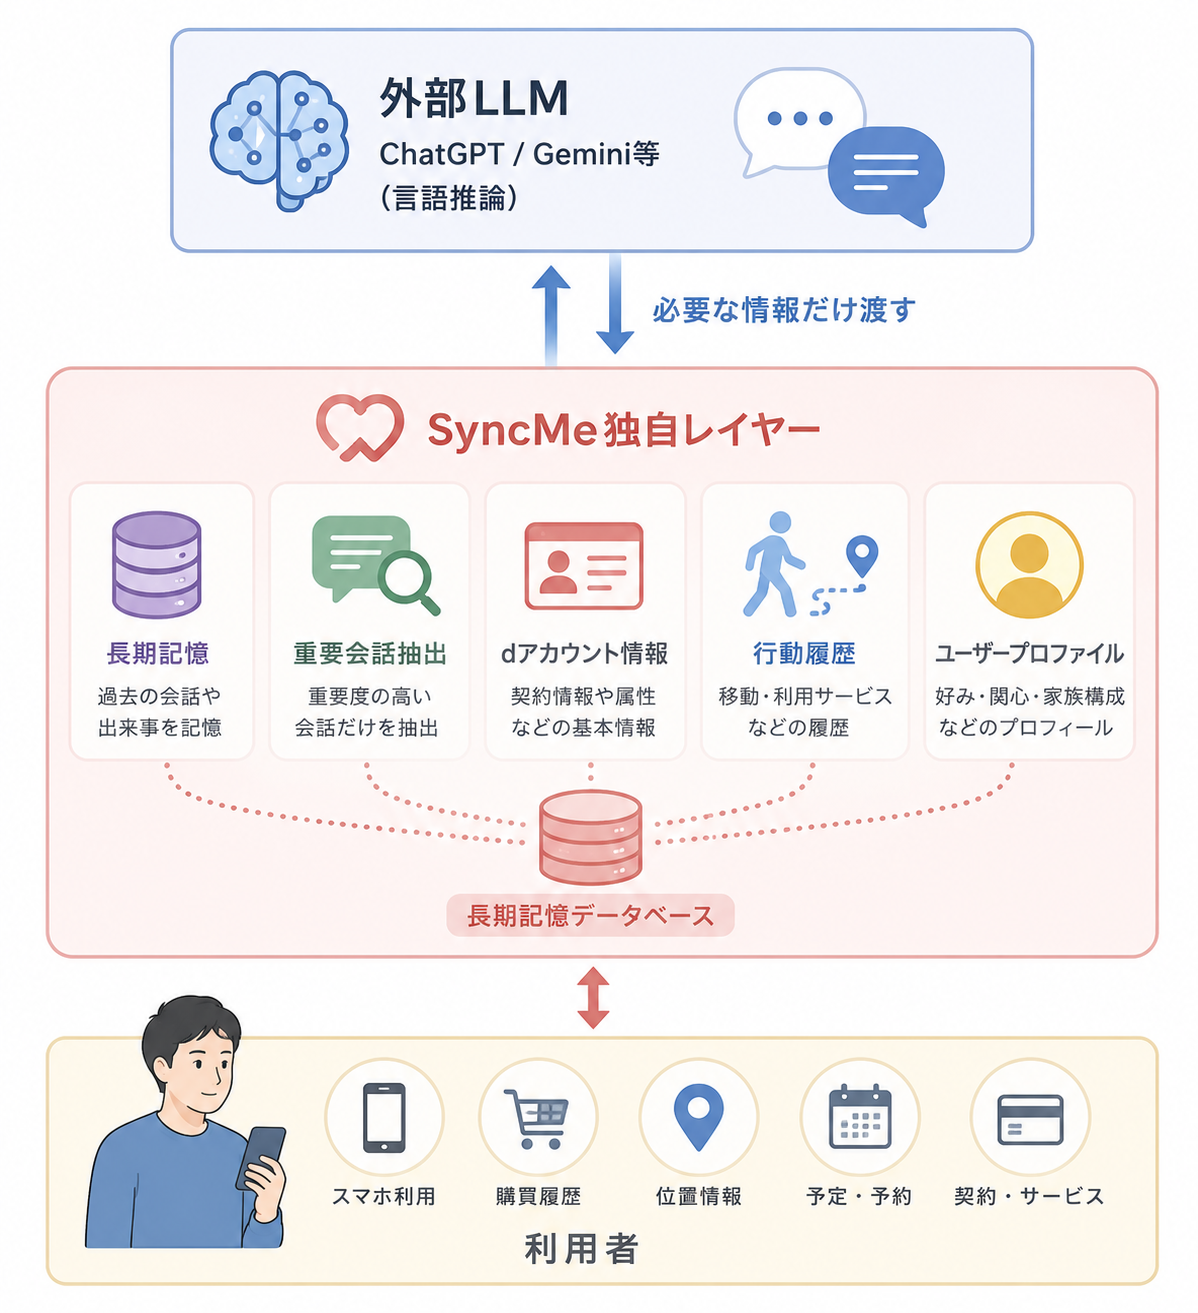 外部LLM
ChatGPT / Gemini等
(言語推論)
必要な情報だけ渡す
SyncMe独自レイヤー
長期記憶
過去の会話や
出来事を記憶
重要会話抽出
重要度の高い
会話だけを抽出
dアカウント情報
契約情報や属性
などの基本情報
行動履歴
移動・利用サービス
などの履歴
ユーザープロファイル
好み・関心・家族構成
などのプロフィール
長期記憶データベース
スマホ利用
購買履歴
位置情報
予定・予約
契約・サービス
利用者